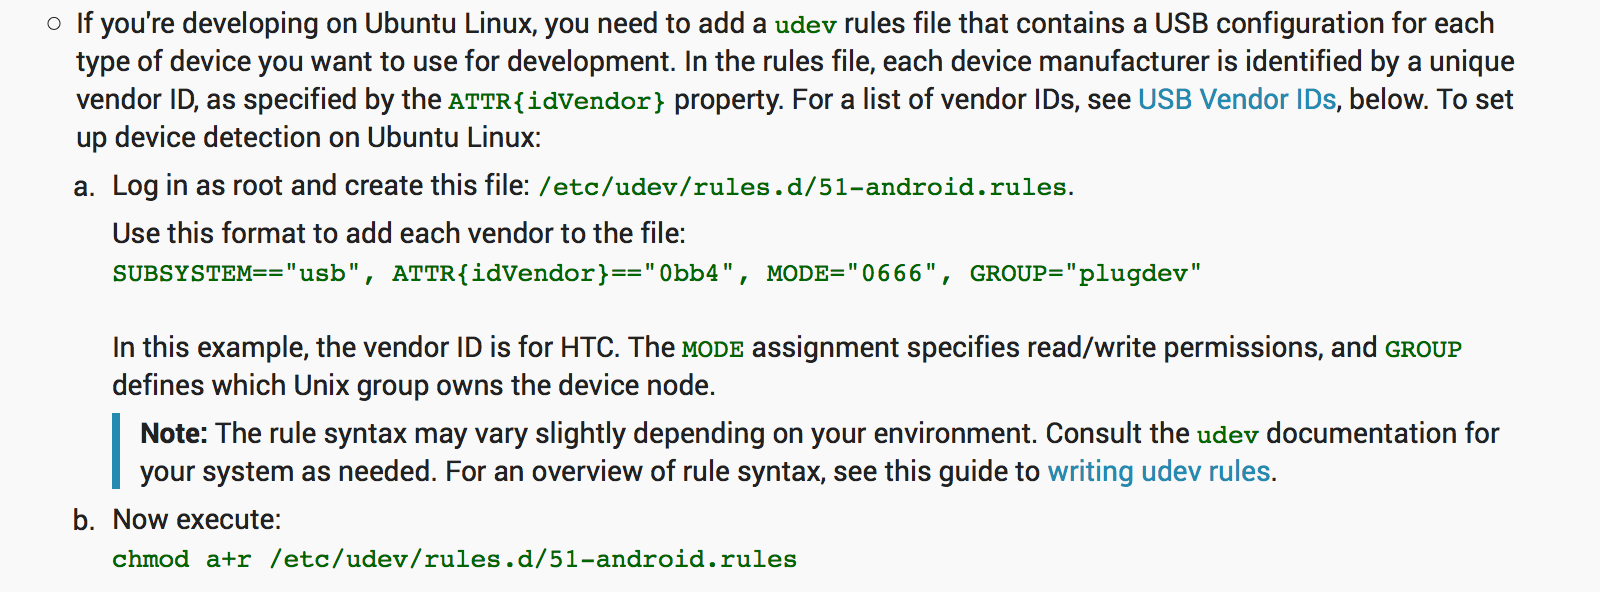 If you're developing on Ubuntu Linux, you need to add a udev rules file that contains a USB configuration for each
type of device you want to use for development. In the rules file, each device manufacturer is identified by a unique
vendor ID, as specified by the ATTR{idVendor} property. For a list of vendor IDs, see USB Vendor IDs, below. To set
up device detection on Ubuntu Linux:
a. Log in as root and create this file: /etc/udev/rules.d/51-android.rules.
Use this format to add each vendor to the file:
SUBSYSTEM=="usb", ATTR{idVendor}=="0bb4", MODE="0666", GROUP="plugdev"
In this example, the vendor ID is for HTC. The MODE assignment specifies read/write permissions, and GROUP
defines which Unix group owns the device node.
Note: The rule syntax may vary slightly depending on your environment. Consult the udev documentation for
your system as needed. For an overview of rule syntax, see this guide to writing udev rules.
b. Now execute:
chmod a+r /etc/udev/rules.d/51-android.rules